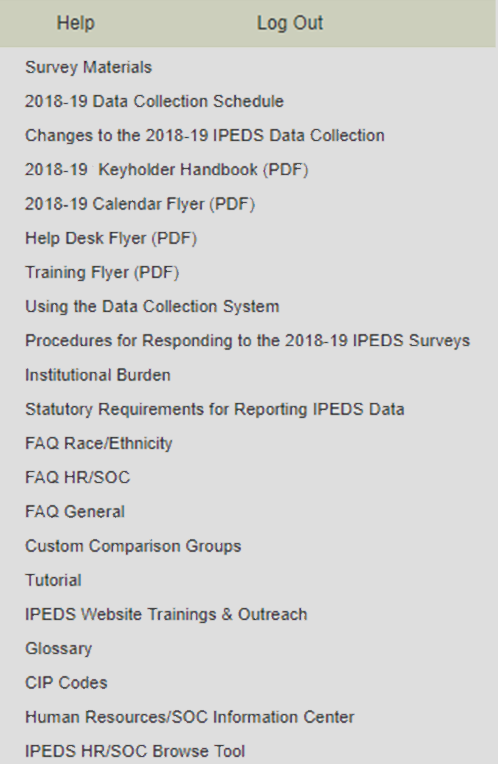 Help Log Out
Survey Materials
2018-19 Data Collection Schedule
Changes to the 2018-19 IPEDS Data Collection
2018-19 Keyholder Handbook (PDF)
2018-19 Calendar Flyer (PDF)
Help Desk Flyer (PDF)
Training Flyer (PDF)
Using the Data Collection System
Procedures for Responding to the 2018-19 IPEDS Surveys
Institutional Burden
Statutory Requirements for Reporting IPEDS Data
FAQ Race/Ethnicity
FAQ HR/SOC
FAQ General
Custom Comparison Groups
Tutorial
IPEDS Website Trainings & Outreach
Glossary
CIP Codes
Human Resources/SOC Information Center
IPEDS HR/SOC Browse Tool